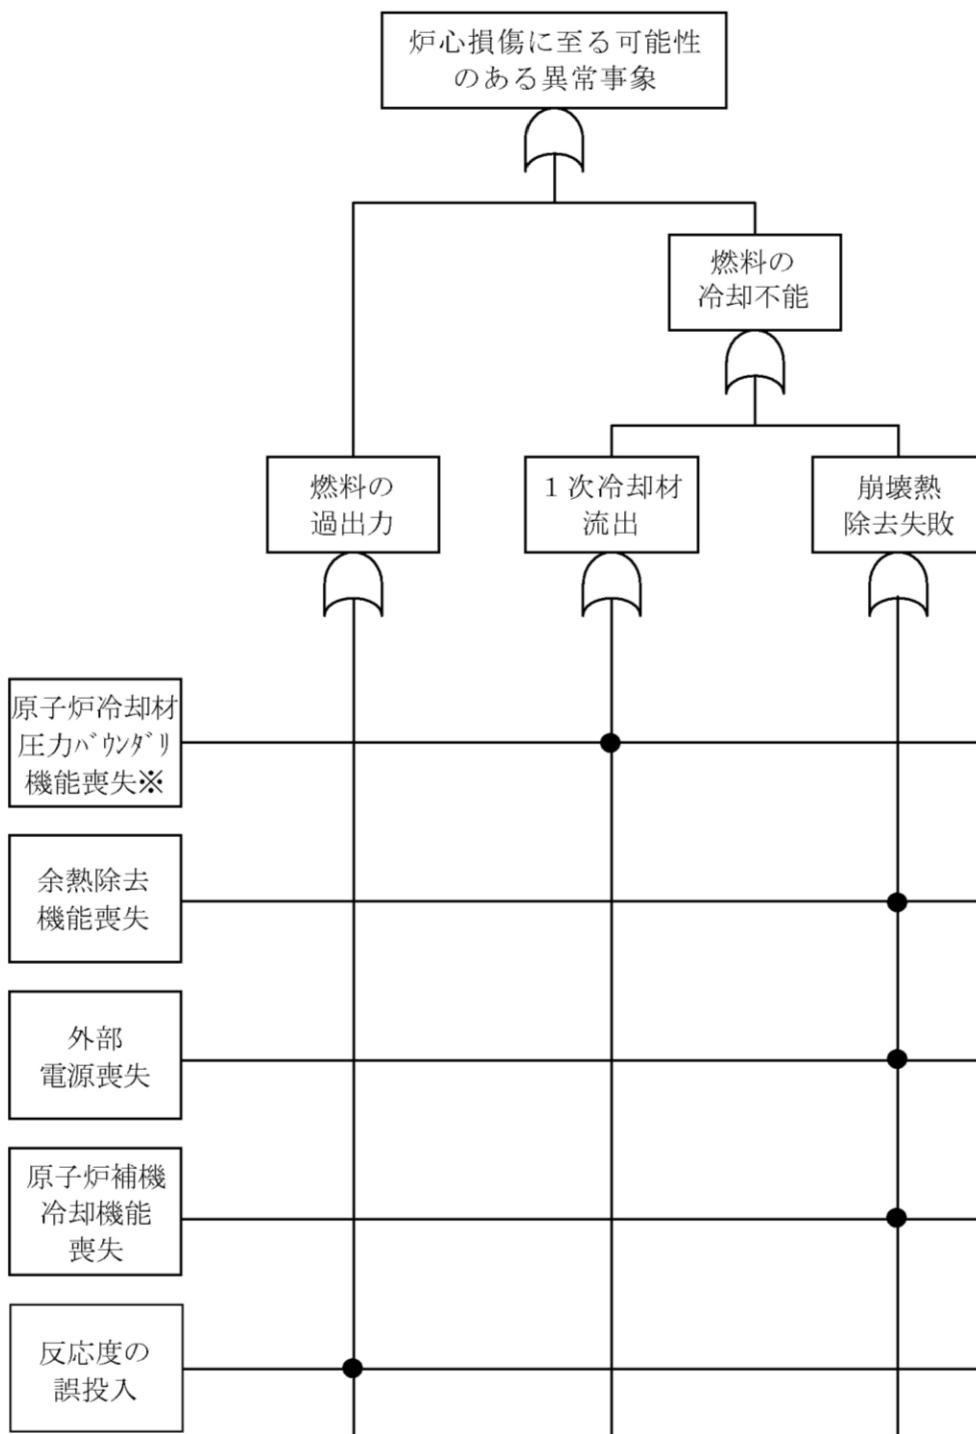 炉心損傷に至る可能性
のある異常事象
燃料の
冷却不能
燃料の
過出力
1次冷却材
流出
崩壊熱
除去失敗
原子炉冷却材
圧力ﾊﾞｳﾝﾀﾞﾘ
機能喪失※
余熱除去
機能喪失
外部
電源喪失
原子炉補機
冷却機能
喪失
反応度の
誤投入